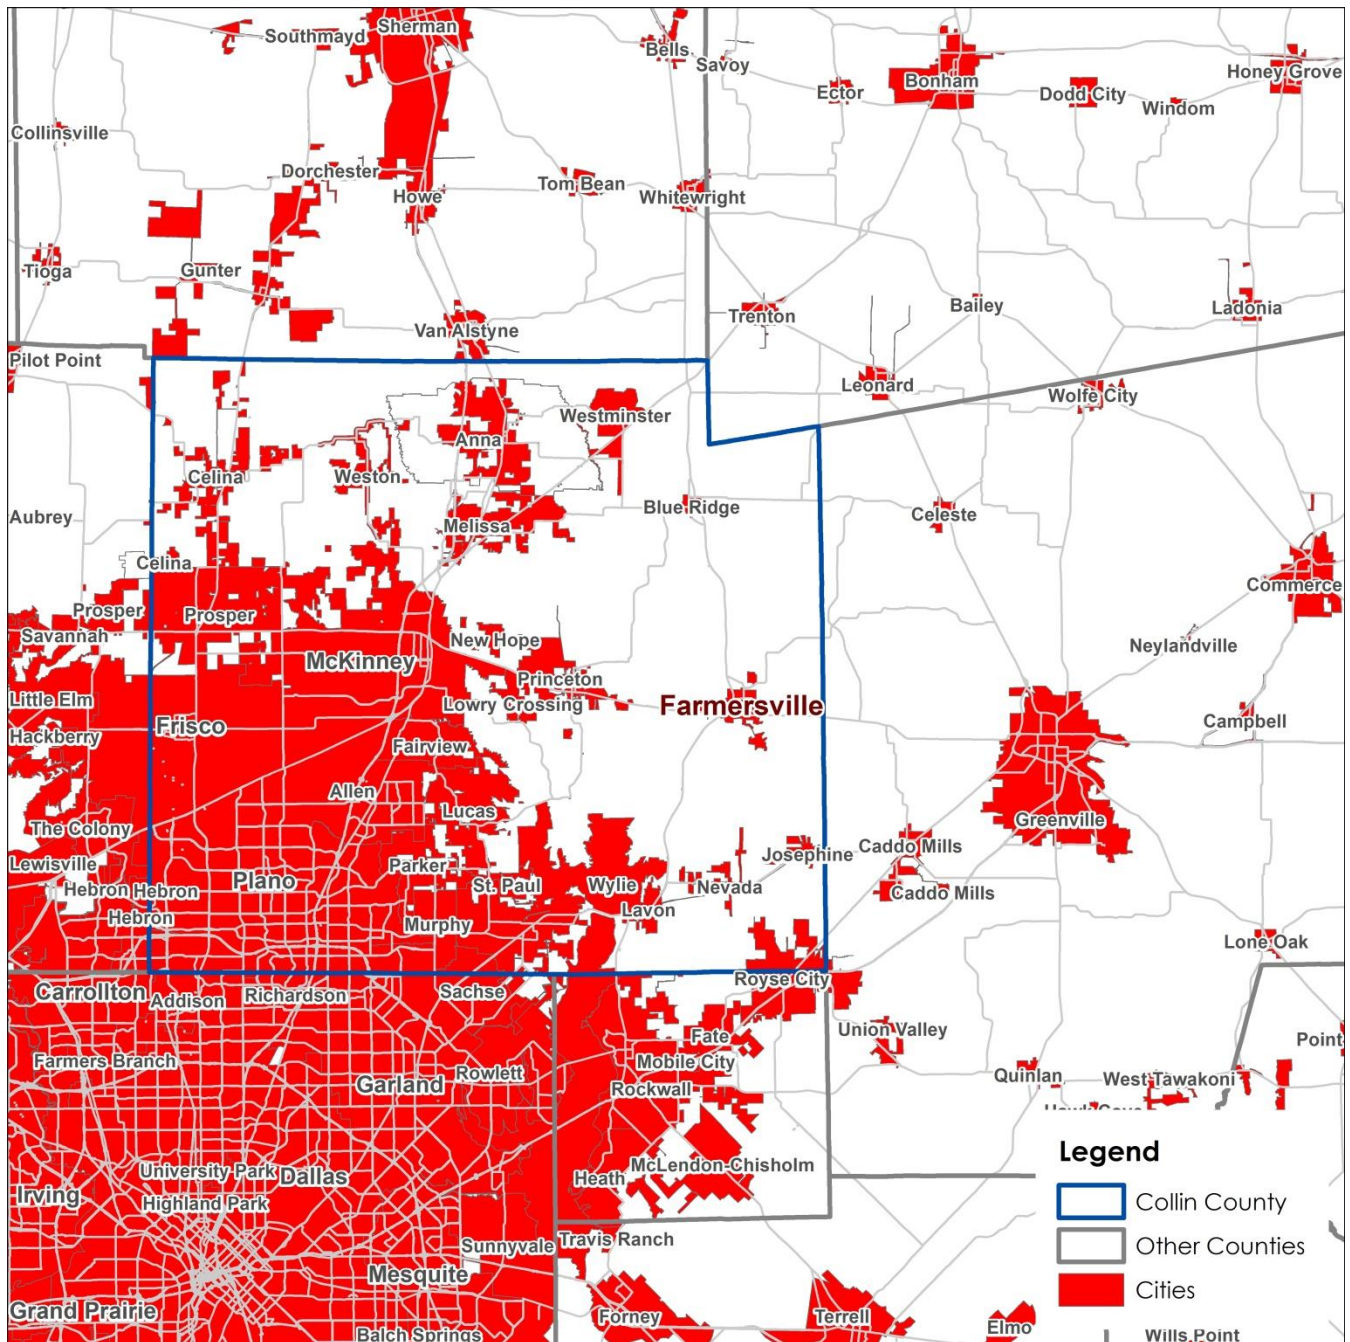 Sherman
Southmayd
Bells
Savoy
Ector
Bonham
Dodd City
Windom
Honey Grove
Collinsville
Dorchester
Howe
Tom Bean
Whitewright
Tioga
Gunter
Van Alstyne
Trenton
Bailey
Ladonia
Pilot Point
Leonard
Wolfe City
Westminster
Anna
Celina
Weston
Blue Ridge
Celeste
Aubrey
Melissa
Celina
Commerce
Prosper
Prosper
Savannah
New Hope
Neylandville
McKinney
Princeton
Little Elm
Lowry Crossing
Farmersville
Frisco
Campbell
Hackberry
Fairview
Allen
Lucas
The Colony
Greenville
Lewisville
Parker
Josephine
Caddo Mills
Hebron
Hebron
Plano
St. Paul
Wylie
Nevada
Caddo Mills
Hebron
Murphy
Lavon
Lone Oak
Carrollton
Addison
Richardson
Sachse
Royse City
Fate
Union Valley
Point
Farmers Branch
Garland
Rowlett
Mobile City
Rockwall
Quinlan
West Tawakoni
University Park
Dallas
Irving
Highland Park
Heath
McLendon-Chisholm
Sunnyvale
Travis Ranch
Mesquite
Grand Prairie
Balch Springs
Forney
Terrell
Elmo
Wills Point
Legend
Collin County
Other Counties
Cities